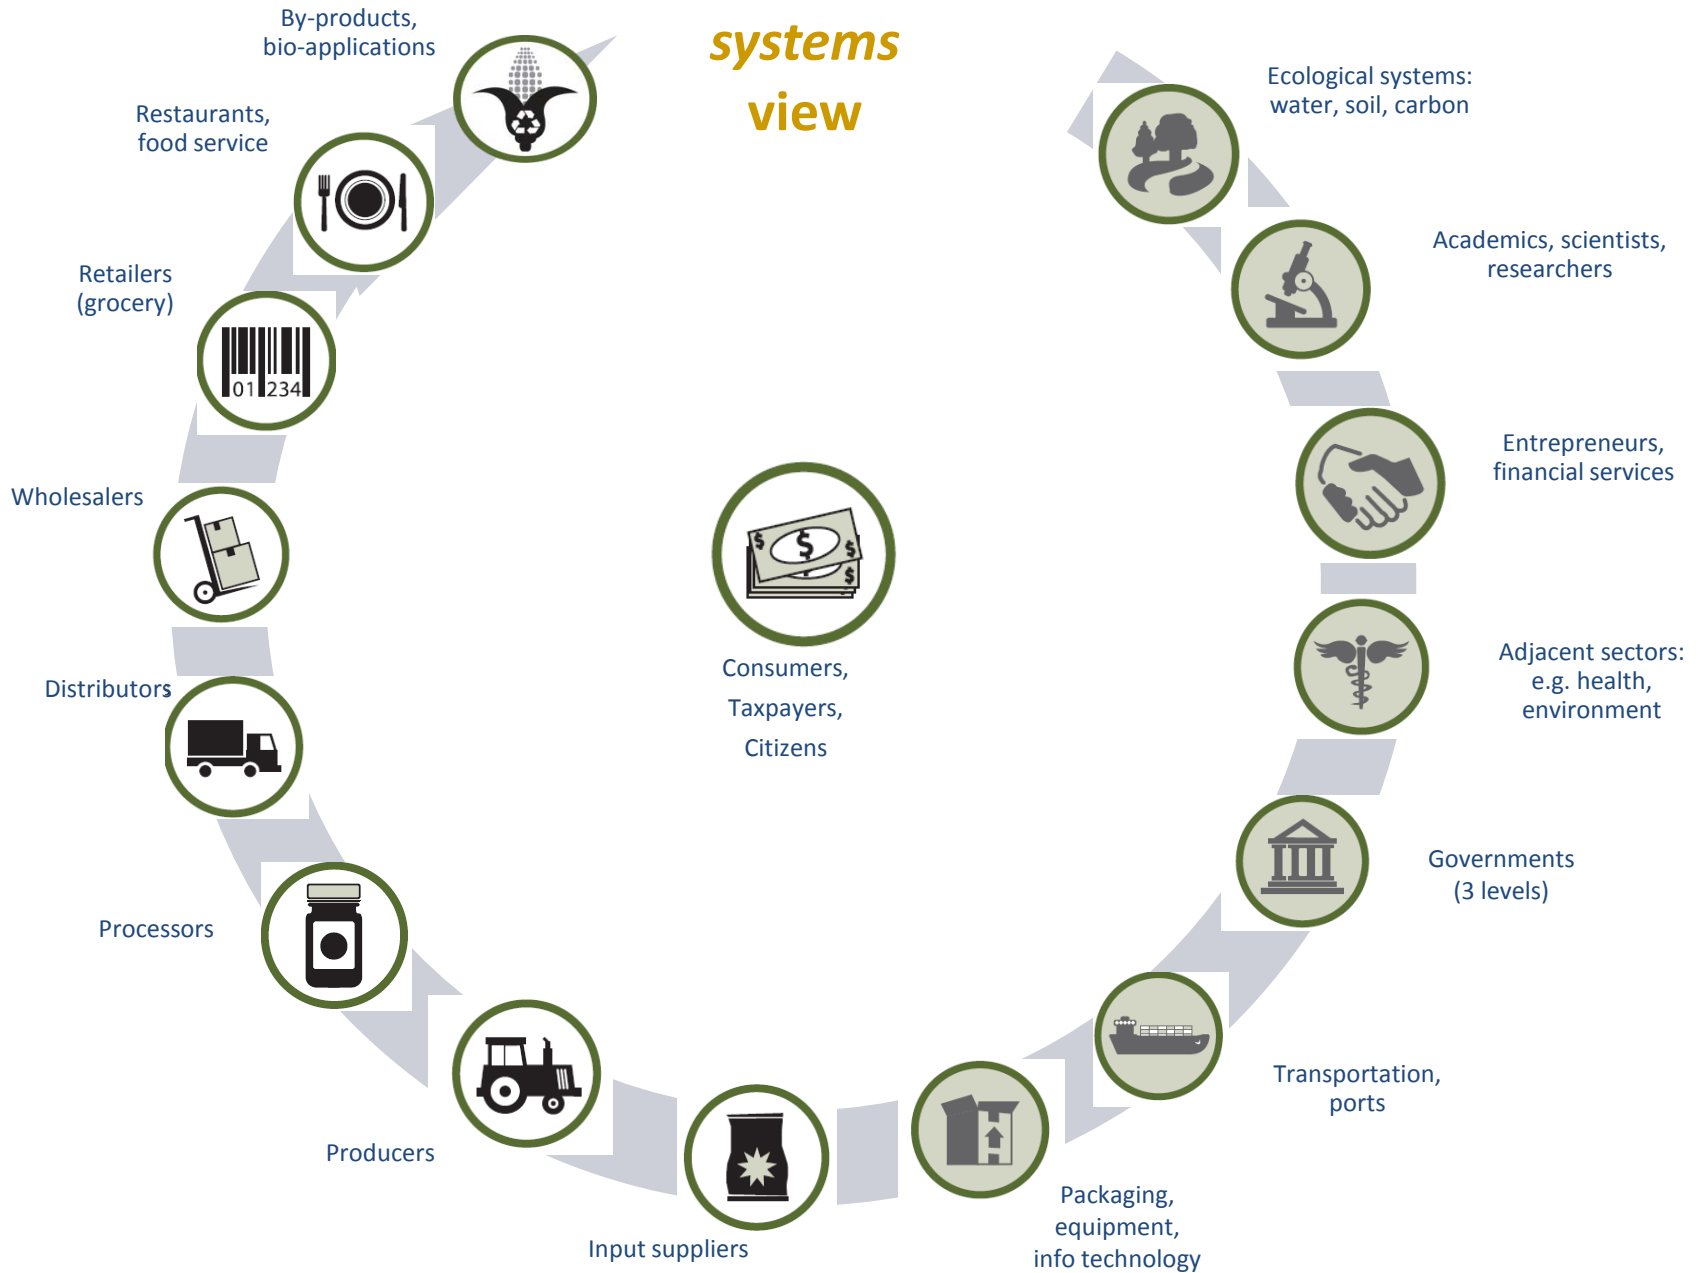 systems
view
By-products,
bio-applications
Restaurants,
food service
Retailers
(grocery)
01 234
Wholesalers
Distributors
Processors
Producers
Input suppliers
Packaging,
equipment,
info technology
Transportation,
ports
Governments
(3 levels)
Adjacent sectors:
e.g. health,
environment
Entrepreneurs,
financial services
Academics, scientists,
researchers
Ecological systems:
water, soil, carbon
$ $ $
$
Consumers,
Taxpayers,
Citizens